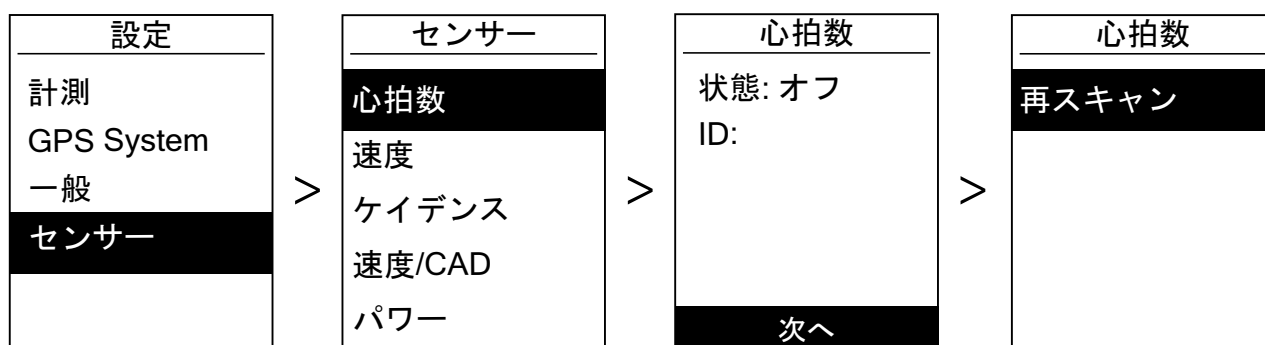 設定
計測
GPS System
一般
センサー
>
センサー
心拍数
速度
ケイデンス
速度/CAD
パワー
>
心拍数
状態: オフ
ID:
次へ
>
心拍数
再スキャン